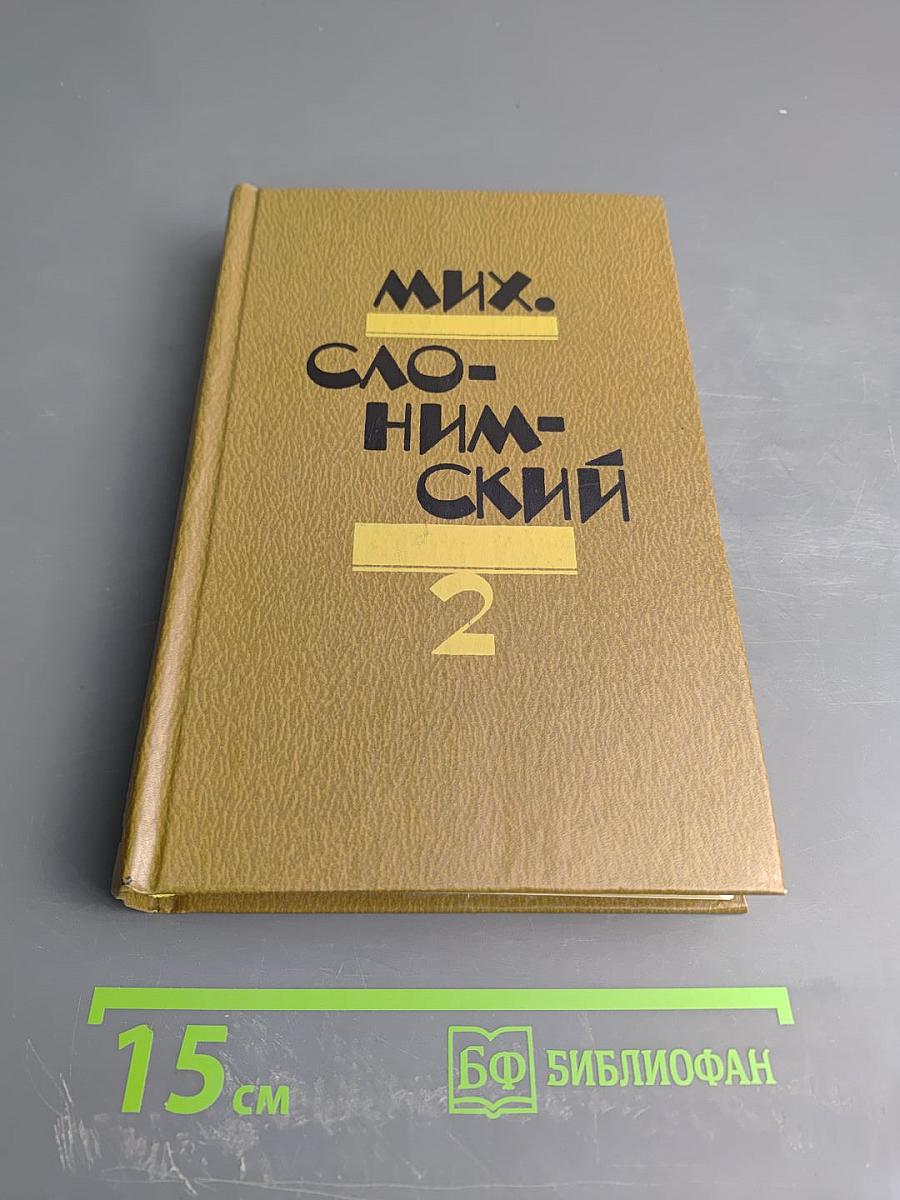 МИХ.
СЛО-
НИМ-
СКИЙ
2
15 см
БФ БИБЛИОФАН